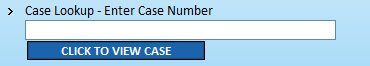 Case Lookup - Enter Case Number
CLICK TO VIEW CASE